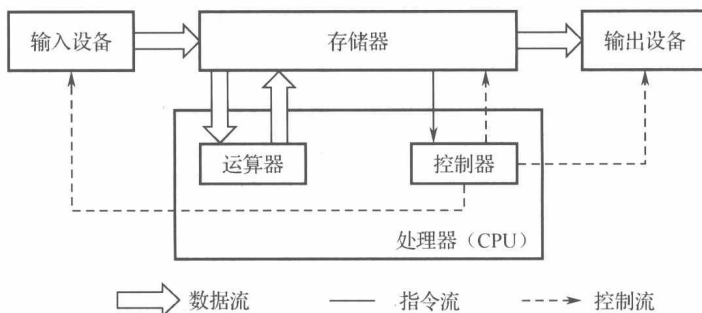 输入设备
存储器
输出设备
运算器
控制器
处理器（CPU）
数据流
指令流
控制流